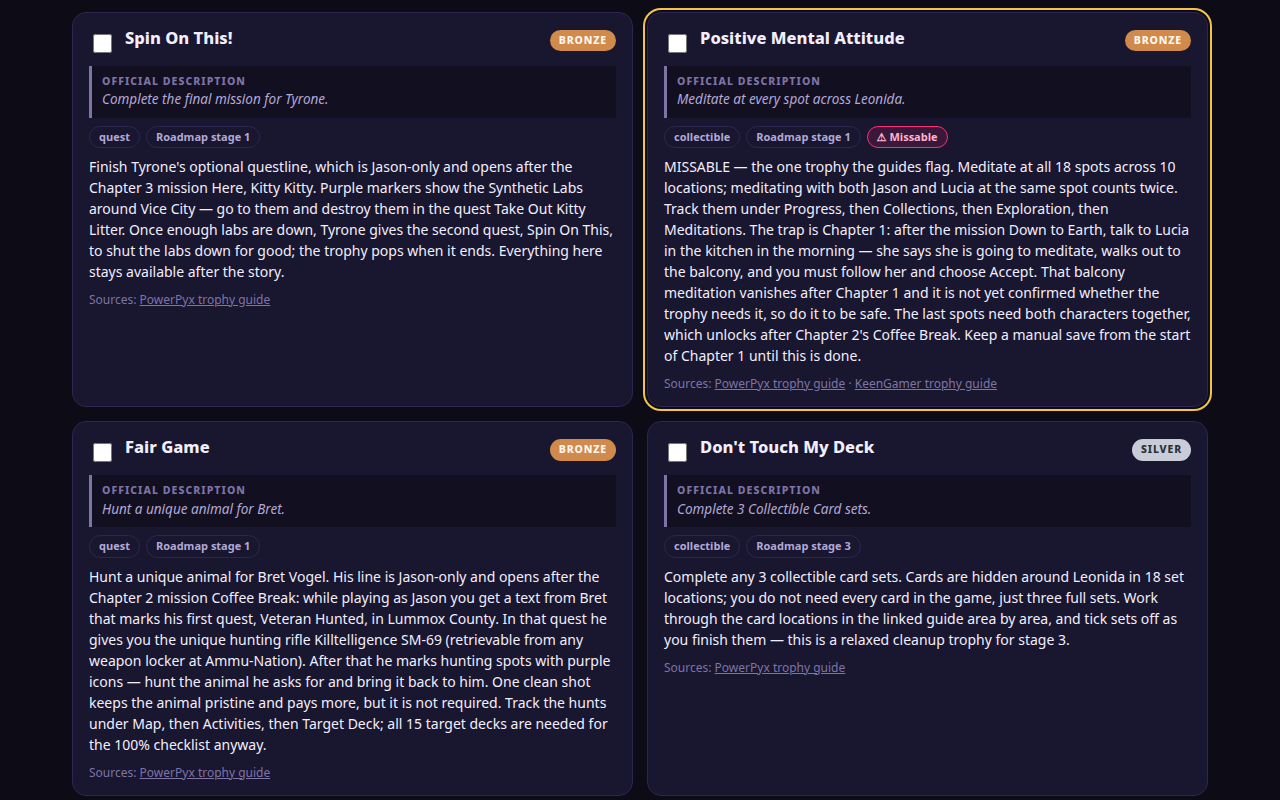 Spin On This!
BRONZE
OFFICIAL DESCRIPTION
Complete the final mission for Tyrone.
quest
Roadmap stage 1
Finish Tyrone's optional questline, which is Jason-only and opens after the
Chapter 3 mission Here, Kitty Kitty. Purple markers show the Synthetic Labs
around Vice City — go to them and destroy them in the quest Take Out Kitty
Litter. Once enough labs are down, Tyrone gives the second quest, Spin On This,
to shut the labs down for good; the trophy pops when it ends. Everything here
stays available after the story.
Sources: PowerPyx trophy guide
Positive Mental Attitude
BRONZE
OFFICIAL DESCRIPTION
Meditate at every spot across Leonida.
collectible
Roadmap stage 1
⚠ Missable
MISSABLE — the one trophy the guides flag. Meditate at all 18 spots across 10
locations; meditating with both Jason and Lucia at the same spot counts twice.
Track them under Progress, then Collections, then Exploration, then
Meditations. The trap is Chapter 1: after the mission Down to Earth, talk to Lucia
in the kitchen in the morning — she says she is going to meditate, walks out to
the balcony, and you must follow her and choose Accept. That balcony
meditation vanishes after Chapter 1 and it is not yet confirmed whether the
trophy needs it, so do it to be safe. The last spots need both characters together,
which unlocks after Chapter 2's Coffee Break. Keep a manual save from the start
of Chapter 1 until this is done.
Sources: PowerPyx trophy guide · KeenGamer trophy guide
Fair Game
BRONZE
OFFICIAL DESCRIPTION
Hunt a unique animal for Bret.
quest
Roadmap stage 1
Hunt a unique animal for Bret Vogel. His line is Jason-only and opens after the
Chapter 2 mission Coffee Break: while playing as Jason you get a text from Bret
that marks his first quest, Veteran Hunted, in Lummox County. In that quest he
gives you the unique hunting rifle Killtelligence SM-69 (retrievable from any
weapon locker at Ammu-Nation). After that he marks hunting spots with purple
icons — hunt the animal he asks for and bring it back to him. One clean shot
keeps the animal pristine and pays more, but it is not required. Track the hunts
under Map, then Activities, then Target Deck; all 15 target decks are needed for
the 100% checklist anyway.
Sources: PowerPyx trophy guide
Don't Touch My Deck
SILVER
OFFICIAL DESCRIPTION
Complete 3 Collectible Card sets.
collectible
Roadmap stage 3
Complete any 3 collectible card sets. Cards are hidden around Leonida in 18 set
locations; you do not need every card in the game, just three full sets. Work
through the card locations in the linked guide area by area, and tick sets off as
you finish them — this is a relaxed cleanup trophy for stage 3.
Sources: PowerPyx trophy guide